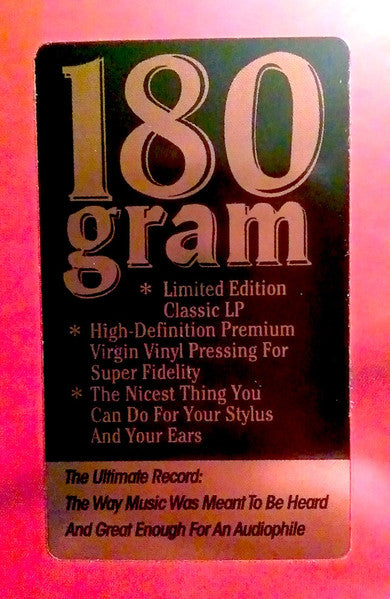 180
gram
* Limited Edition
Classic LP
* High-Definition Premium
Virgin Vinyl Pressing For
Super Fidelity
* The Nicest Thing You
Can Do For Your Stylus
And Your Ears
The Ultimate Record:
The Way Music Was Meant To Be Heard
And Great Enough For An Audiophile